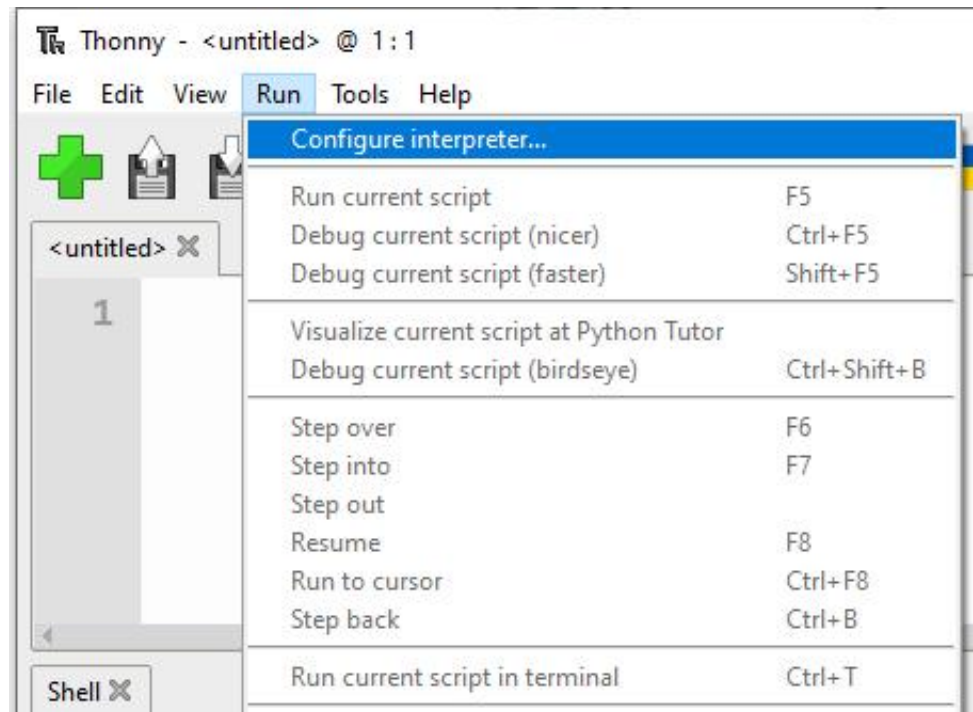 Thonny - <untitled> @ 1:1
File Edit View Run Tools Help
Configure interpreter...
Run current script F5
Debug current script (nicer) Ctrl+F5
Debug current script (faster) Shift+F5
<untitled>
1
Visualize current script at Python Tutor
Debug current script (birdseye) Ctrl+Shift+B
Step over F6
Step into F7
Step out
Resume F8
Run to cursor Ctrl+F8
Step back Ctrl+B
Run current script in terminal Ctrl+T
Shell